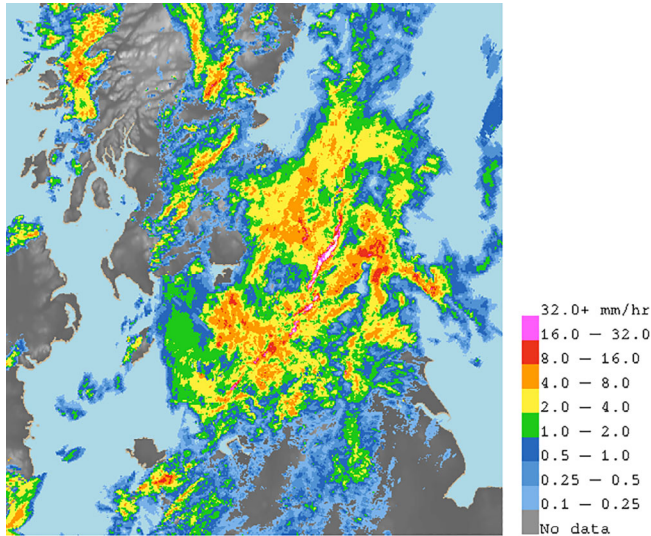 32.0+ mm/hr
16.0 — 32.0
8.0 — 16.0
4.0 — 8.0
2.0 — 4.0
1.0 — 2.0
0.5 — 1.0
0.25 — 0.5
0.1 — 0.25
No data